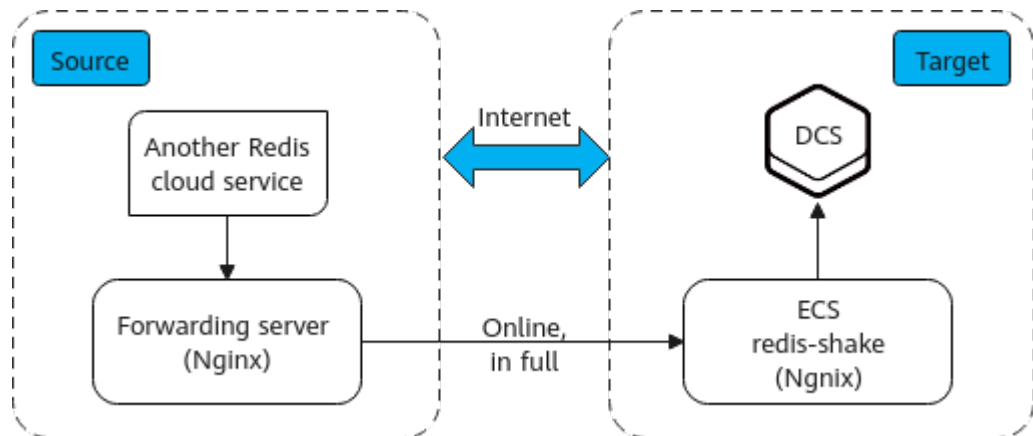 Source
Target
Internet
Another Redis
cloud service
DCS
Forwarding server
(Nginx)
Online,
in full
ECS
redis-shake
(Ngnix)